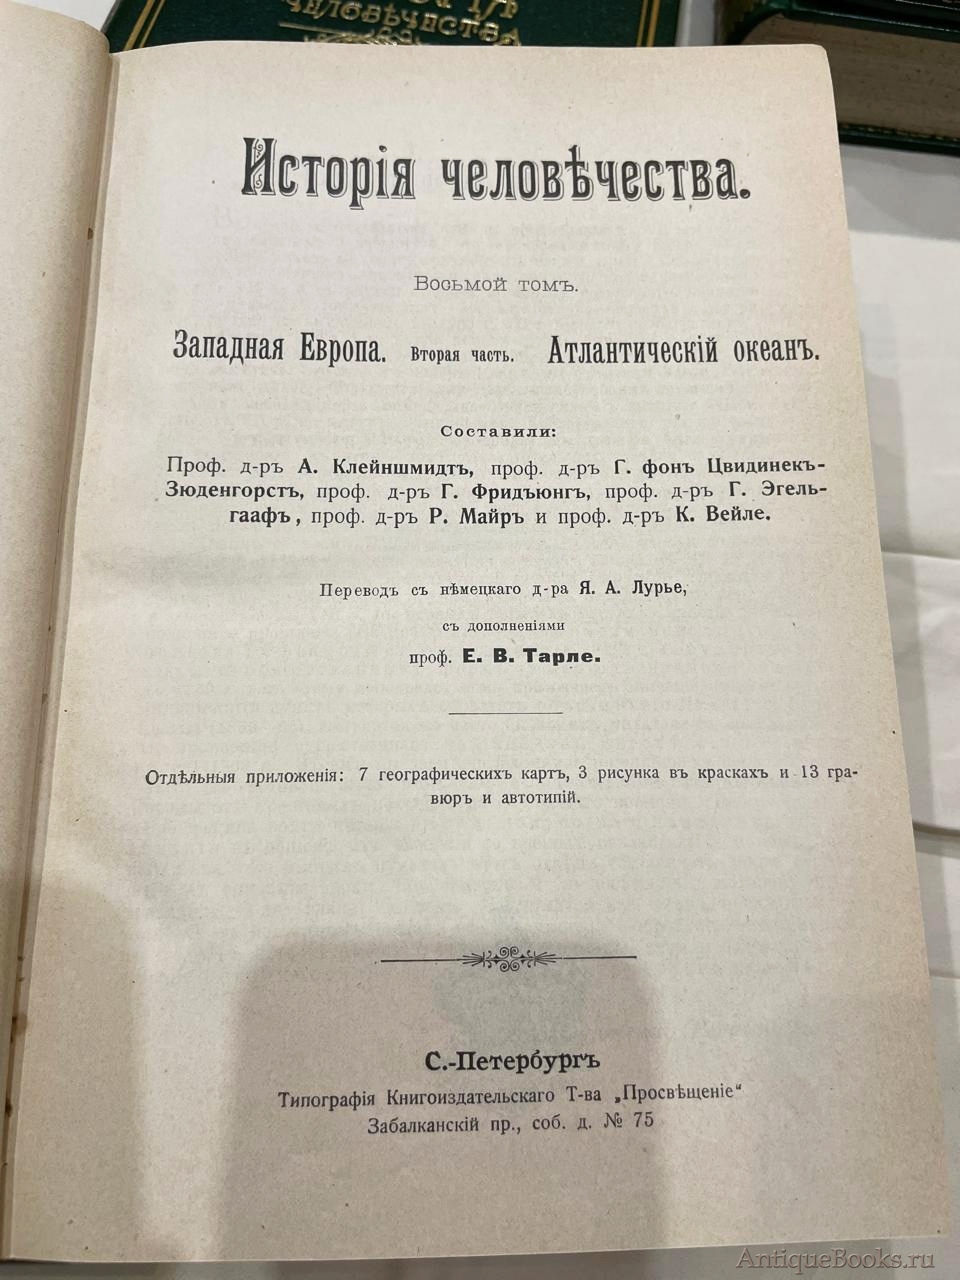 человѣчества
Исторія человѣчества.
Восьмой томъ.
Западная Европа. Вторая часть. Атлантическій океанъ.
Составили:
Проф. д-ръ А. Клейншмидтъ, проф. д-ръ Г. фонъ Цвидинекъ-
Зюденгорстъ, проф. д-ръ Г. Фридъюнгъ, проф. д-ръ Г. Эгель-
гаафъ, проф. д-ръ Р. Майръ и проф. д-ръ К. Вейле.
Переводъ съ нѣмецкаго д-ра Я. А. Лурье,
съ дополненіями
проф. Е. В. Тарле.
Отдѣльныя приложенія: 7 географическихъ картъ, 3 рисунка въ краскахъ и 13 гра-
вюръ и автотипій.
С.-Петербургъ
Типографія Книгоиздательскаго Т-ва „Просвѣщеніе“
Забалканскій пр., соб. д. № 75
AntiqueBooks.ru